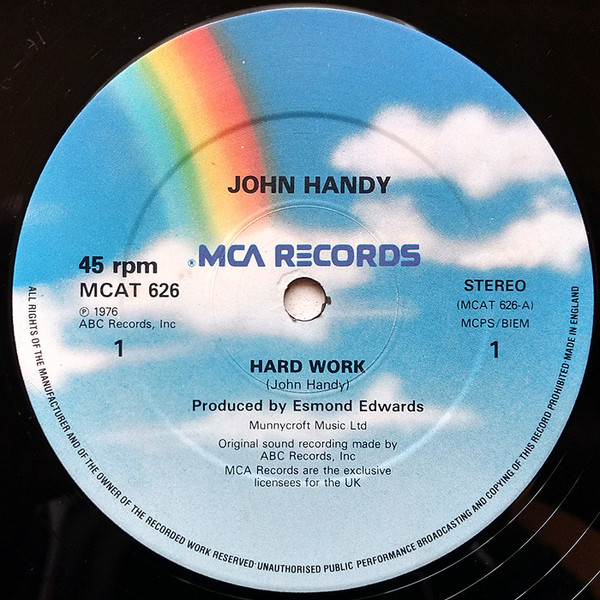 JOHN HANDY
® MCA RECORDS
45 rpm
MCAT 626
℗ 1976
ABC Records, Inc
1
STEREO
(MCAT 626-A)
MCPS/BIEM
1
HARD WORK
(John Handy)
Produced by Esmond Edwards
Munnycroft Music Ltd
Original sound recording made by
ABC Records, Inc
MCA Records are the exclusive
licensees for the UK
ALL RIGHTS OF THE MANUFACTURER AND OF THE OWNER OF THE RECORDED WORK RESERVED·UNAUTHORISED PUBLIC PERFORMANCE BROADCASTING AND COPYING OF THIS RECORD PROHIBITED MADE IN ENGLAND